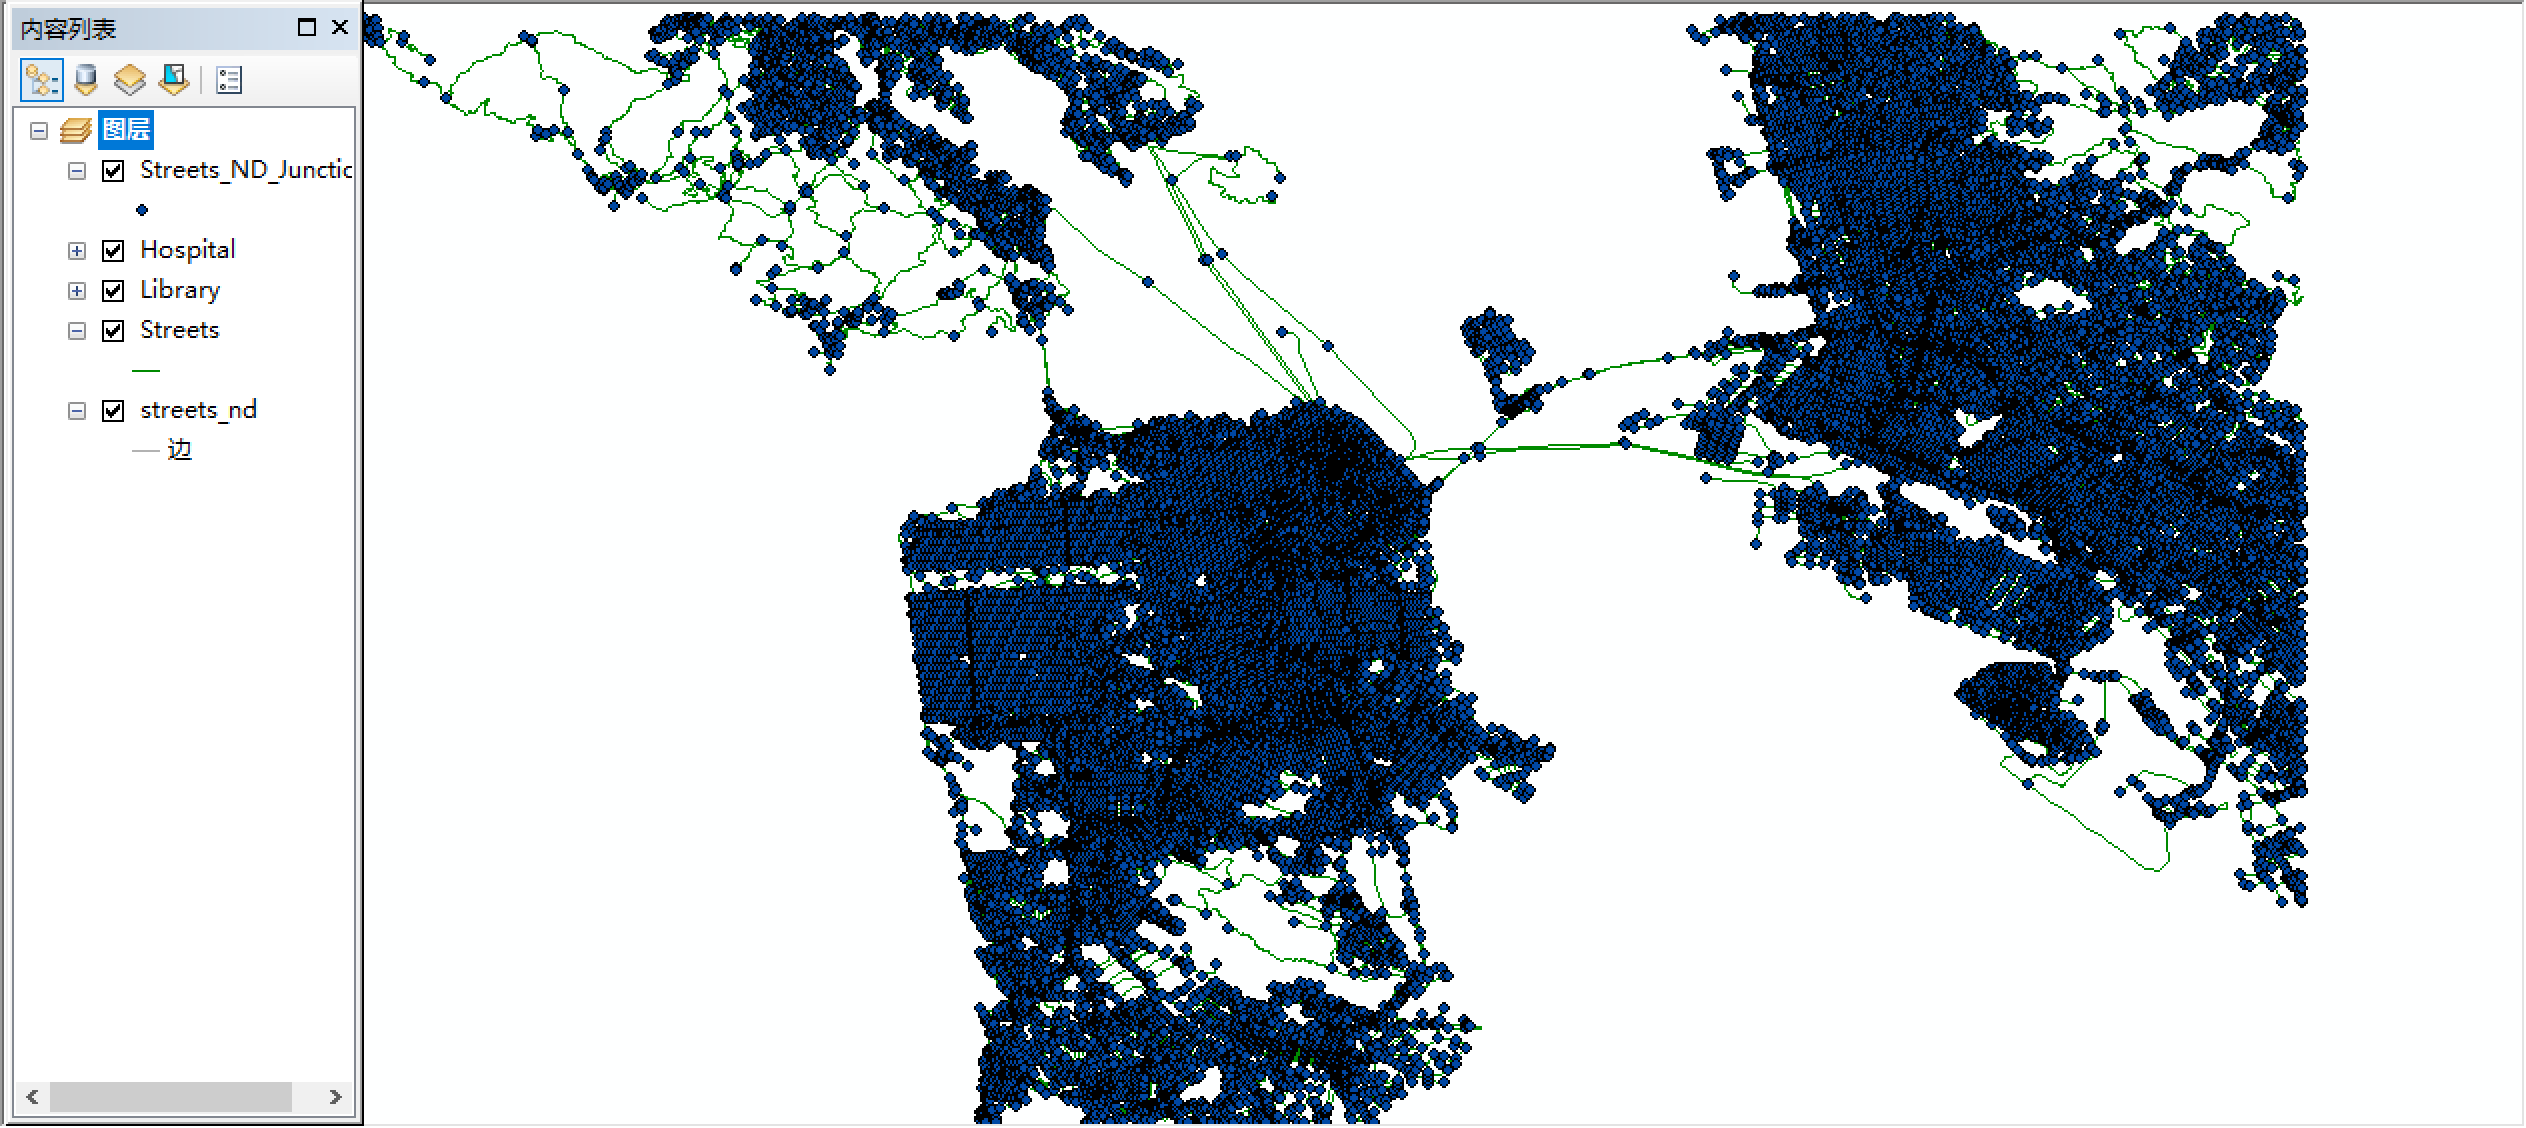 内容列表
图层
Streets_ND_Junctic
Hospital
Library
Streets
streets_nd
边